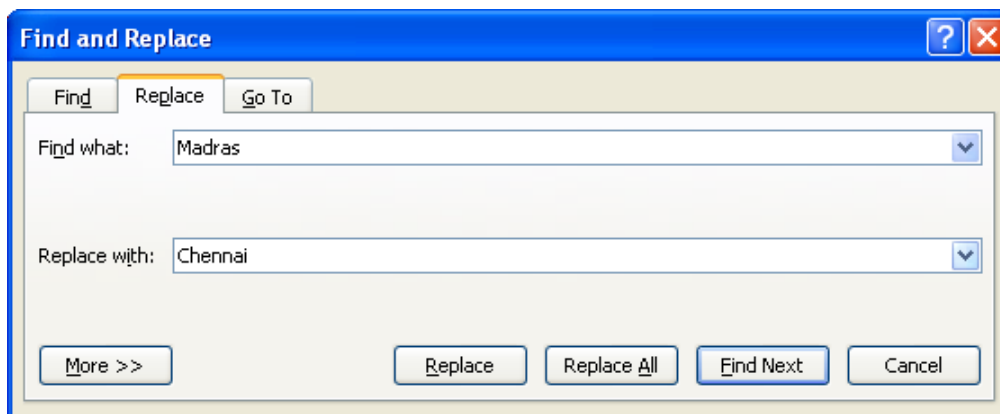 Find and Replace
Find Replace Go To
Find what: Madras
Replace with: Chennai
More >> Replace Replace All Find Next Cancel